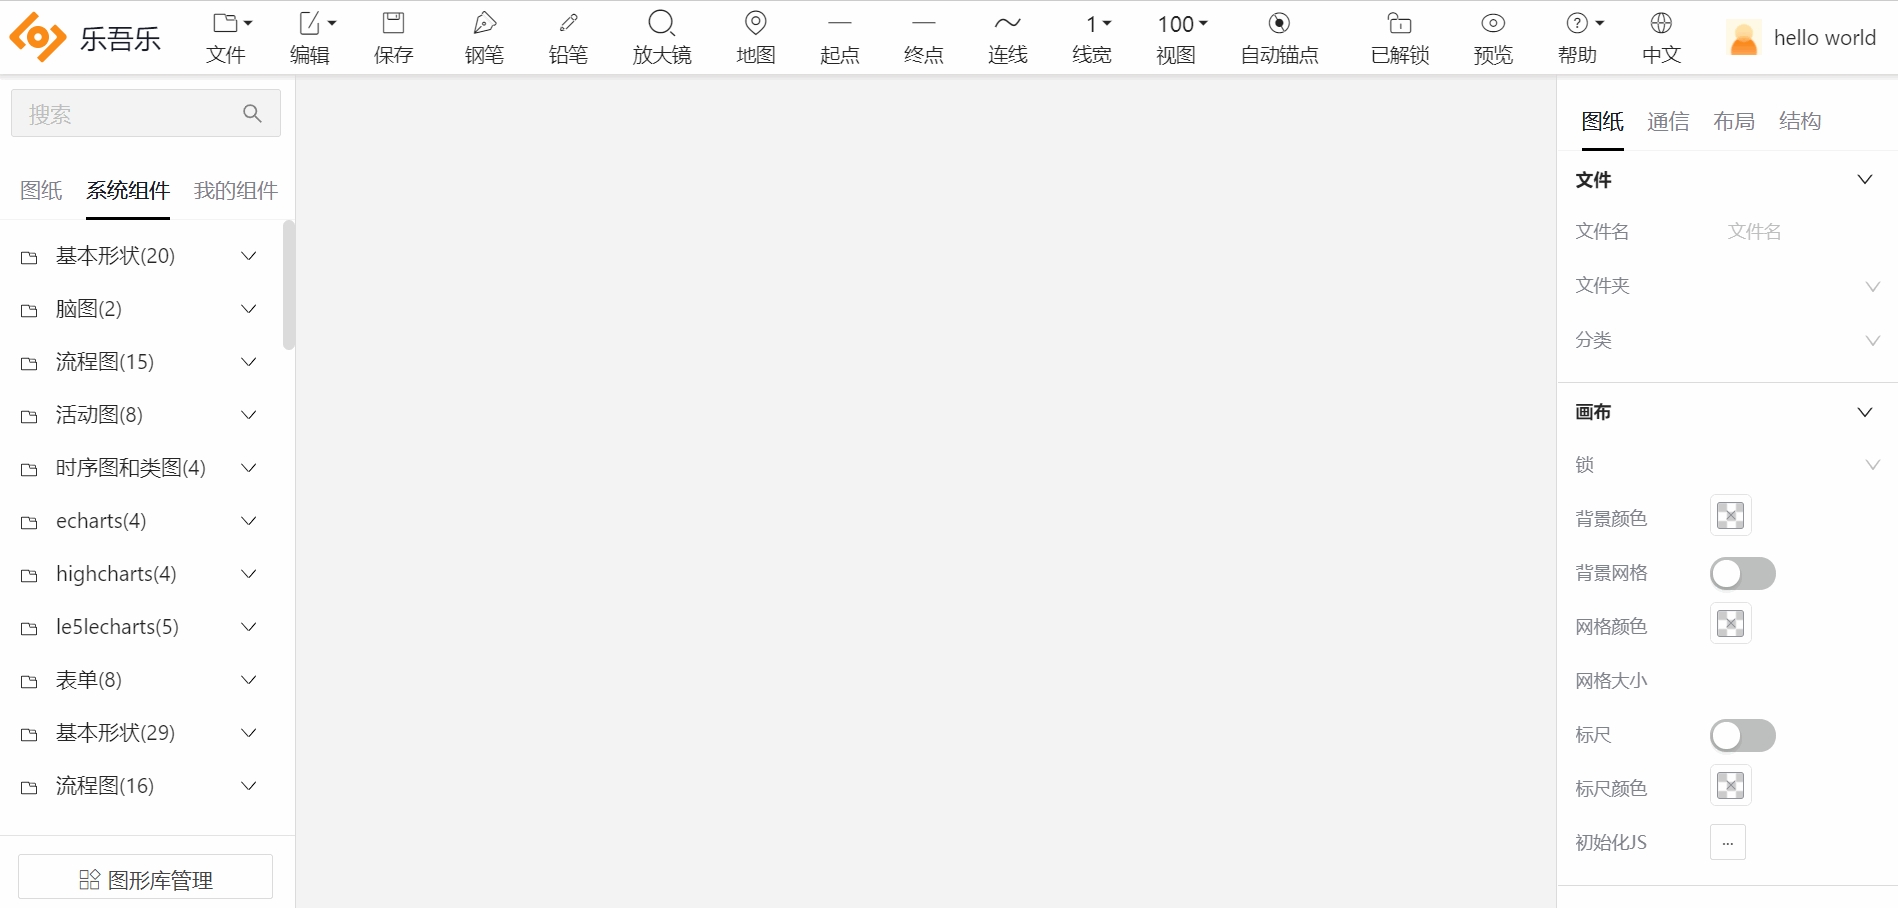 乐吾乐
文件
编辑
保存
钢笔
铅笔
放大镜
地图
起点
终点
连线
1
线宽
100
视图
自动锚点
已解锁
预览
帮助
中文
hello world
搜索
图纸 系统组件 我的组件
基本形状(20)
脑图(2)
流程图(15)
活动图(8)
时序图和类图(4)
echarts(4)
highcharts(4)
le5lecharts(5)
表单(8)
基本形状(29)
流程图(16)
图形库管理
图纸 通信 布局 结构
文件
文件名 文件名
文件夹
分类
画布
锁
背景颜色
背景网格
网格颜色
网格大小
标尺
标尺颜色
初始化JS ...